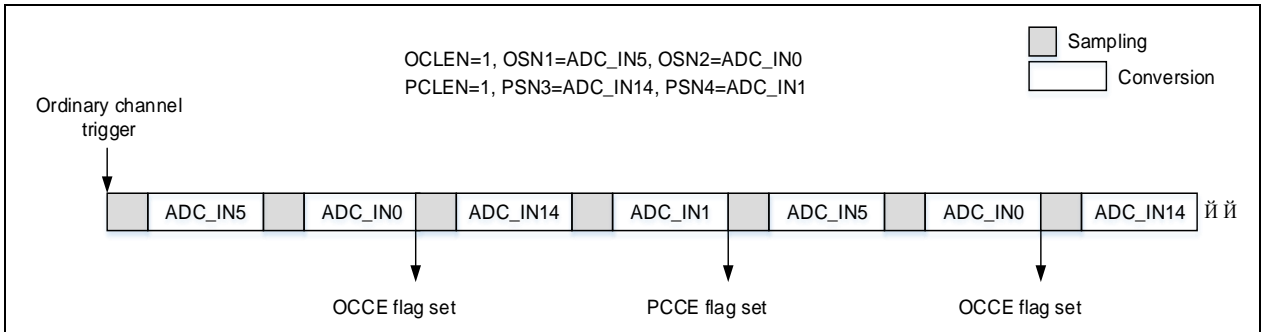 OCLEN=1, OSN1=ADC_IN5, OSN2=ADC_IN0
PCLEN=1, PSN3=ADC_IN14, PSN4=ADC_IN1
Sampling
Conversion
Ordinary channel
trigger
ADC_IN5 ADC_IN0 ADC_IN14 ADC_IN1 ADC_IN5 ADC_IN0 ADC_IN14 Й Й
OCCE flag set PCCE flag set OCCE flag set